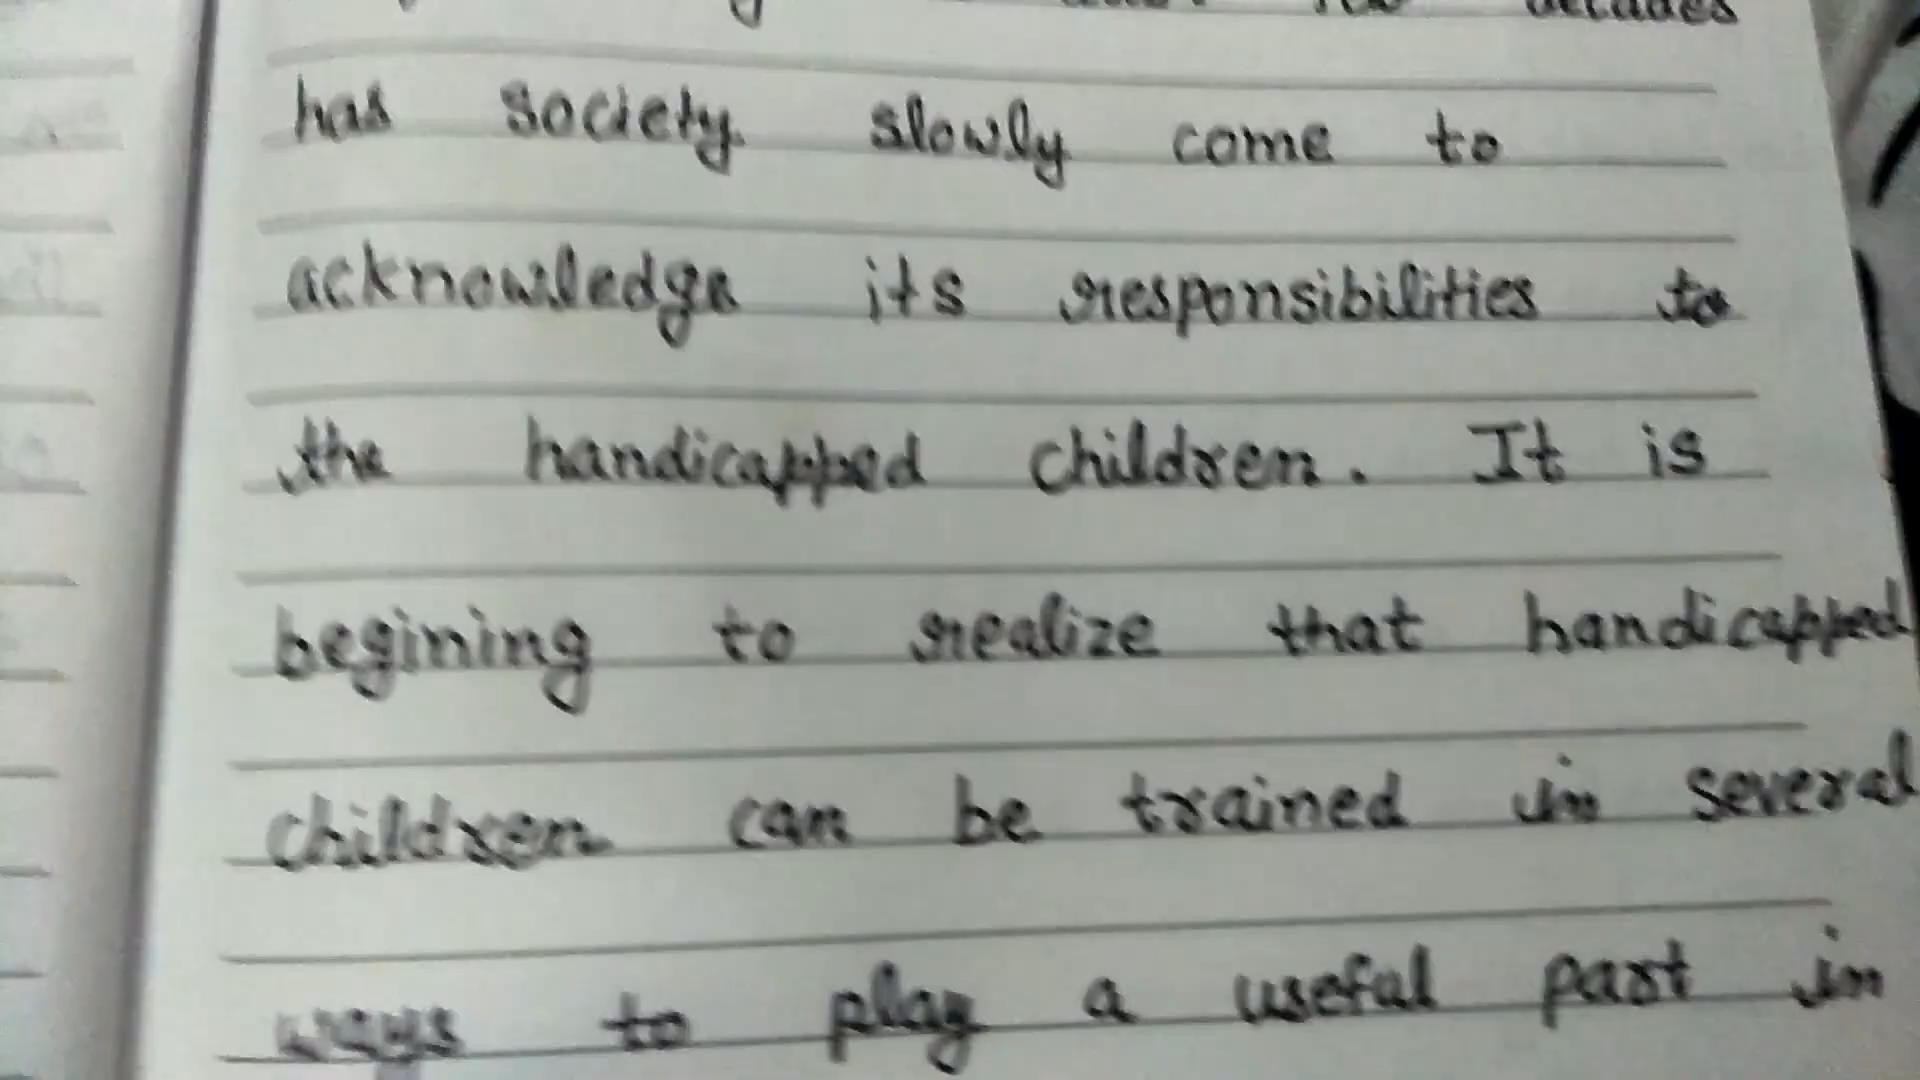 decades
has society slowly come to
acknowledge its responsibilities to
the handicapped children. It is
begining to realize that handicapped
children can be trained in several
ways to play a useful part in